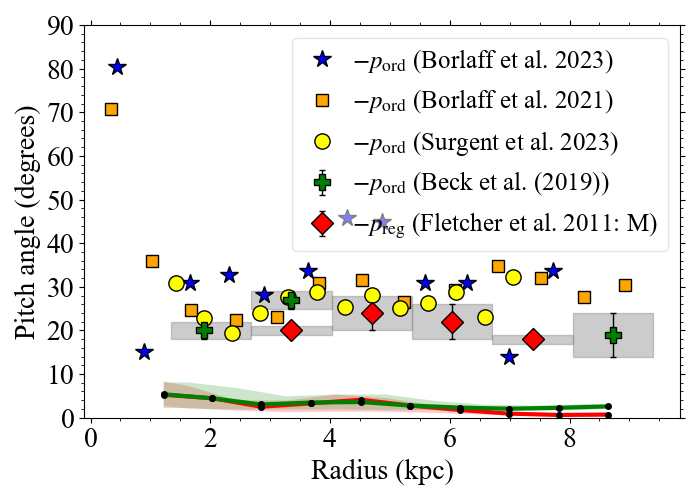 90
80
70
60
50
40
30
20
10
0
Pitch angle (degrees)
−p_ord (Borlaff et al. 2023)
−p_ord (Borlaff et al. 2021)
−p_ord (Surgent et al. 2023)
−p_ord (Beck et al. (2019))
−p_reg (Fletcher et al. 2011: M)
0 2 4 6 8
Radius (kpc)